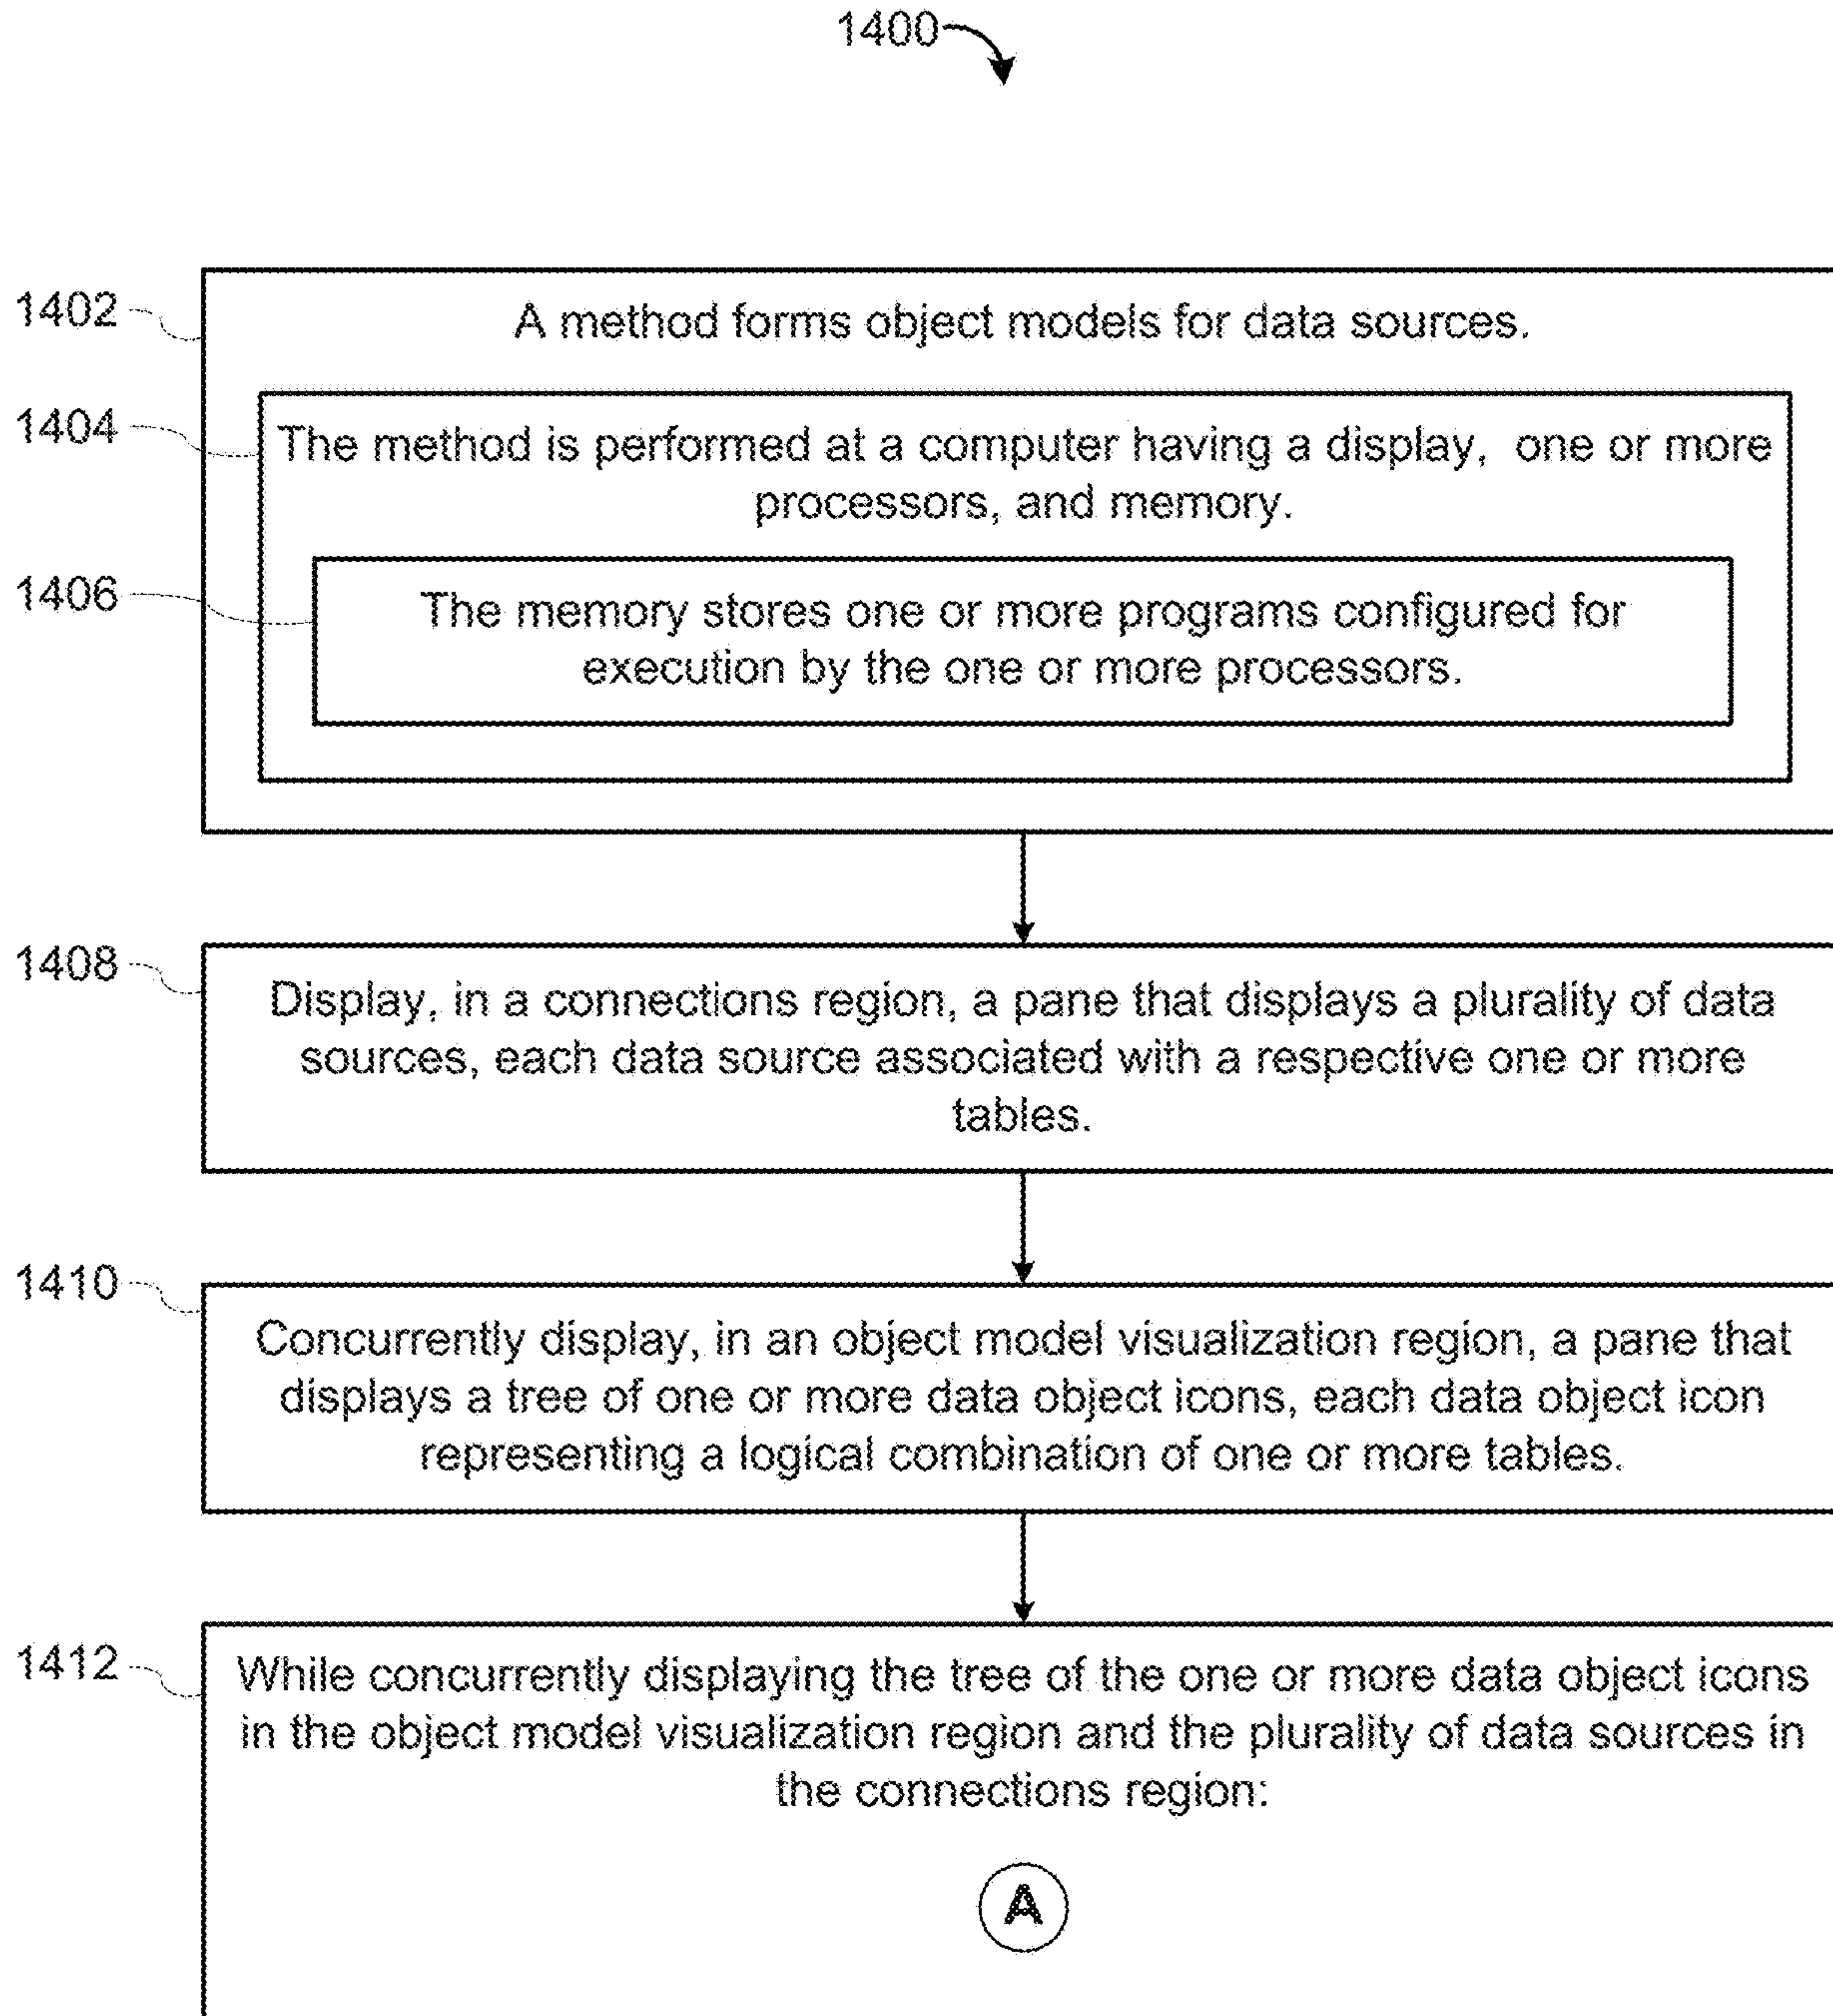 1400
1402
A method forms object models for data sources.
1404
The method is performed at a computer having a display, one or more
processors, and memory.
1406
The memory stores one or more programs configured for
execution by the one or more processors.
1408
Display, in a connections region, a pane that displays a plurality of data
sources, each data source associated with a respective one or more
tables.
1410
Concurrently display, in an object model visualization region, a pane that
displays a tree of one or more data object icons, each data object icon
representing a logical combination of one or more tables.
1412
While concurrently displaying the tree of the one or more data object icons
in the object model visualization region and the plurality of data sources in
the connections region:
A